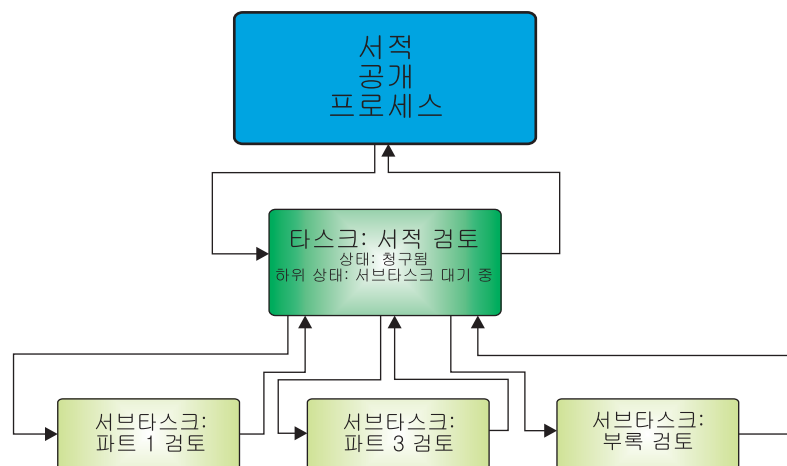 서적
공개
프로세스
타스크: 서적 검토
상태: 청구됨
하위 상태: 서브타스크 대기 중
서브타스크:
파트 1 검토
서브타스크:
파트 3 검토
서브타스크:
부록 검토